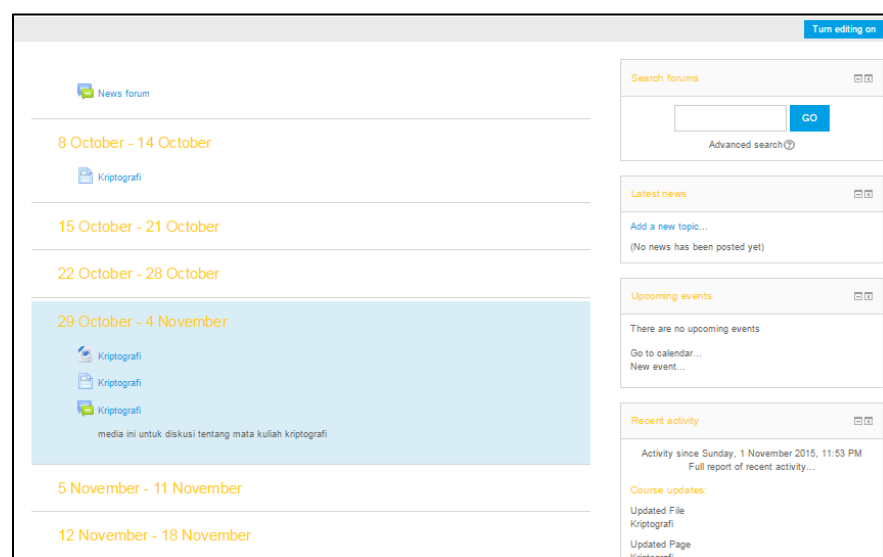 Turn editing on
News forum
8 October - 14 October
Kriptografi
15 October - 21 October
22 October - 28 October
29 October - 4 November
Kriptografi
Kriptografi
Kriptografi
media ini untuk diskusi tentang mata kuliah kriptografi
5 November - 11 November
12 November - 18 November
Search forums
GO
Advanced search
Latest news
Add a new topic...
(No news has been posted yet)
Upcoming events
There are no upcoming events
Go to calendar...
New event...
Recent activity
Activity since Sunday, 1 November 2015, 11:53 PM
Full report of recent activity...
Course updates:
Updated File
Kriptografi
Updated Page
Kriptografi